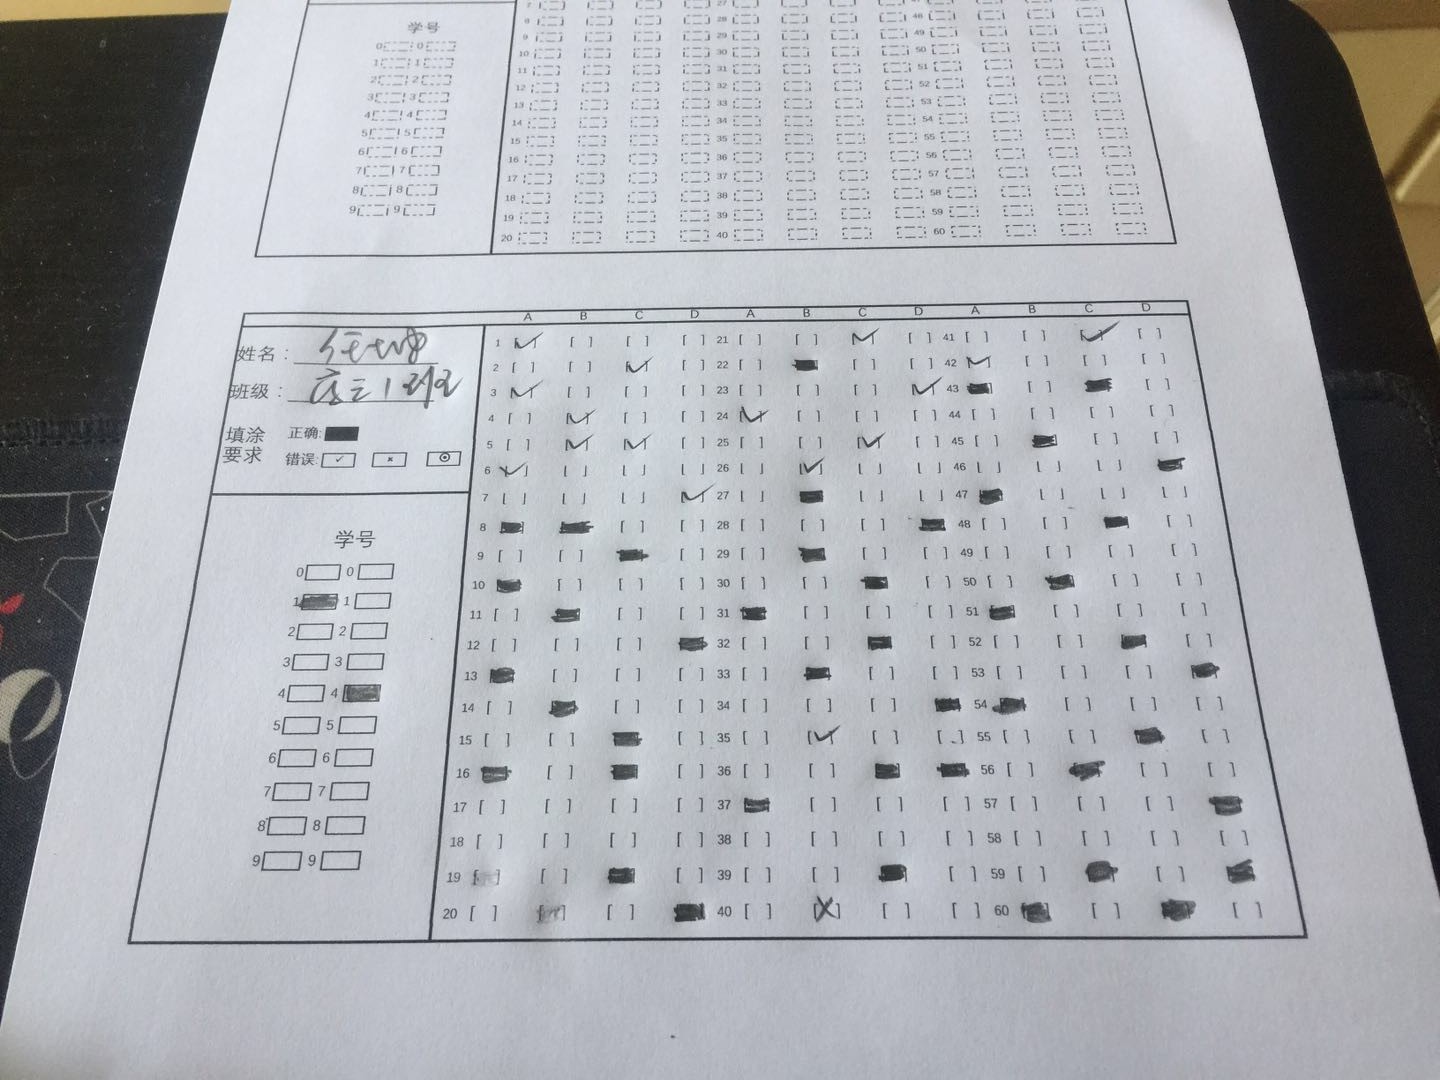 学号
0 0
1 1
2 2
3 3
4 4
5 5
6 6
7 7
8 8
9 9
7 27
8 28 48
9 29 49
10 30 50
11 31 51
12 32 52
13 33 53
14 34 54
15 35 55
16 36 56
17 37 57
18 38 58
19 39 59
20 40 60
A B C D A B C D A B C D
姓名：
班级：
填涂
要求
正确:
错误:
学号
0 0
1 1
2 2
3 3
4 4
5 5
6 6
7 7
8 8
9 9
1 [ ] [ ] [ ] [ ] 21 [ ] [ ] [ ] [ ] 41 [ ] [ ] [ ] [ ]
2 [ ] [ ] [ ] [ ] 22 [ ] [ ] [ ] 42 [ ] [ ] [ ] [ ]
3 [ ] [ ] [ ] [ ] 23 [ ] [ ] [ ] [ ] 43 [ ] [ ]
4 [ ] [ ] [ ] [ ] 24 [ ] [ ] [ ] [ ] 44 [ ] [ ] [ ] [ ]
5 [ ] [ ] [ ] [ ] 25 [ ] [ ] [ ] [ ] 45 [ ] [ ] [ ]
6 [ ] [ ] [ ] [ ] 26 [ ] [ ] [ ] [ ] 46 [ ] [ ] [ ]
7 [ ] [ ] [ ] [ ] 27 [ ] [ ] [ ] 47 [ ] [ ] [ ]
8 [ ] [ ] 28 [ ] [ ] [ ] 48 [ ] [ ] [ ]
9 [ ] [ ] [ ] 29 [ ] [ ] [ ] 49 [ ] [ ] [ ] [ ]
10 [ ] [ ] [ ] 30 [ ] [ ] [ ] 50 [ ] [ ] [ ]
11 [ ] [ ] [ ] 31 [ ] [ ] [ ] 51 [ ] [ ] [ ]
12 [ ] [ ] [ ] 32 [ ] [ ] [ ] 52 [ ] [ ] [ ]
13 [ ] [ ] [ ] 33 [ ] [ ] [ ] 53 [ ] [ ] [ ]
14 [ ] [ ] [ ] 34 [ ] [ ] [ ] 54 [ ] [ ] [ ]
15 [ ] [ ] [ ] 35 [ ] [ ] [ ] [ ] 55 [ ] [ ] [ ]
16 [ ] [ ] 36 [ ] [ ] 56 [ ] [ ] [ ]
17 [ ] [ ] [ ] [ ] 37 [ ] [ ] [ ] 57 [ ] [ ] [ ]
18 [ ] [ ] [ ] [ ] 38 [ ] [ ] [ ] [ ] 58 [ ] [ ] [ ] [ ]
19 [ ] [ ] [ ] 39 [ ] [ ] [ ] 59 [ ] [ ]
20 [ ] [ ] [ ] 40 [ ] [ ] [ ] [ ] 60 [ ] [ ]